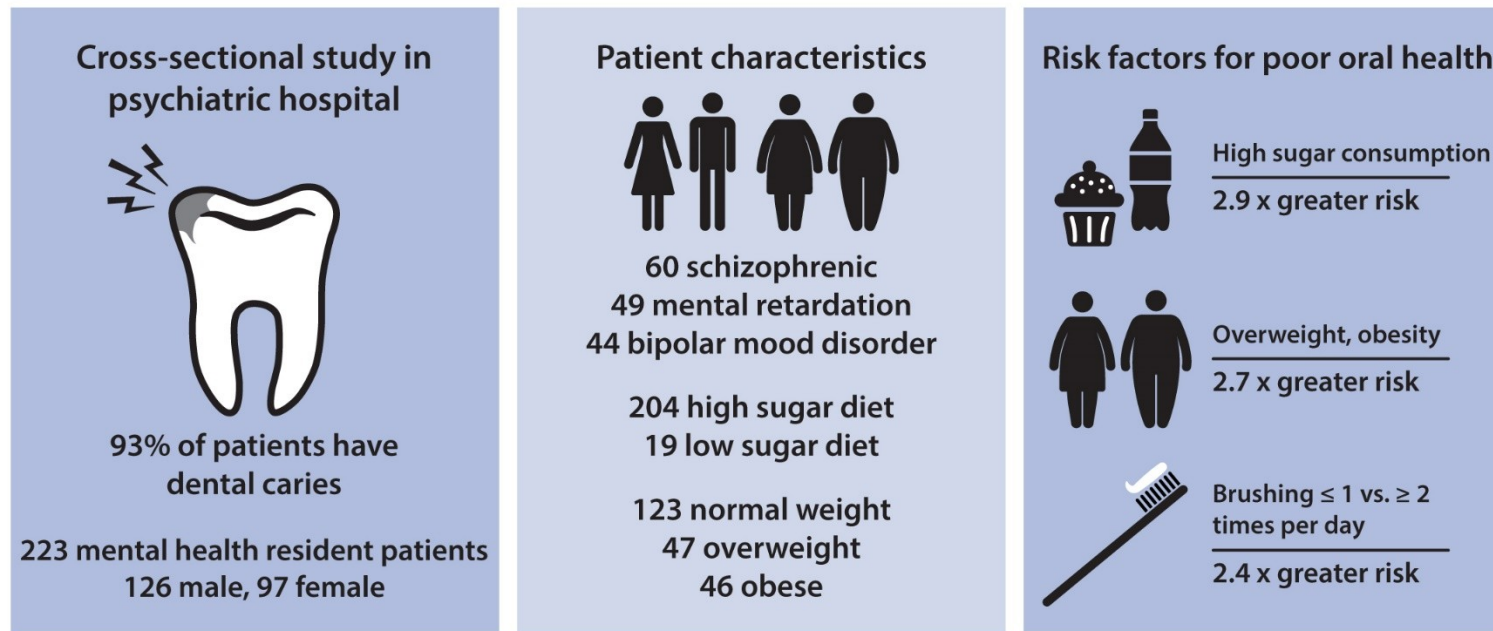 Cross-sectional study in
psychiatric hospital
93% of patients have
dental caries
223 mental health resident patients
126 male, 97 female
Patient characteristics
60 schizophrenic
49 mental retardation
44 bipolar mood disorder
204 high sugar diet
19 low sugar diet
123 normal weight
47 overweight
46 obese
Risk factors for poor oral health
High sugar consumption
2.9 x greater risk
Overweight, obesity
2.7 x greater risk
Brushing ≤ 1 vs. ≥ 2
times per day
2.4 x greater risk